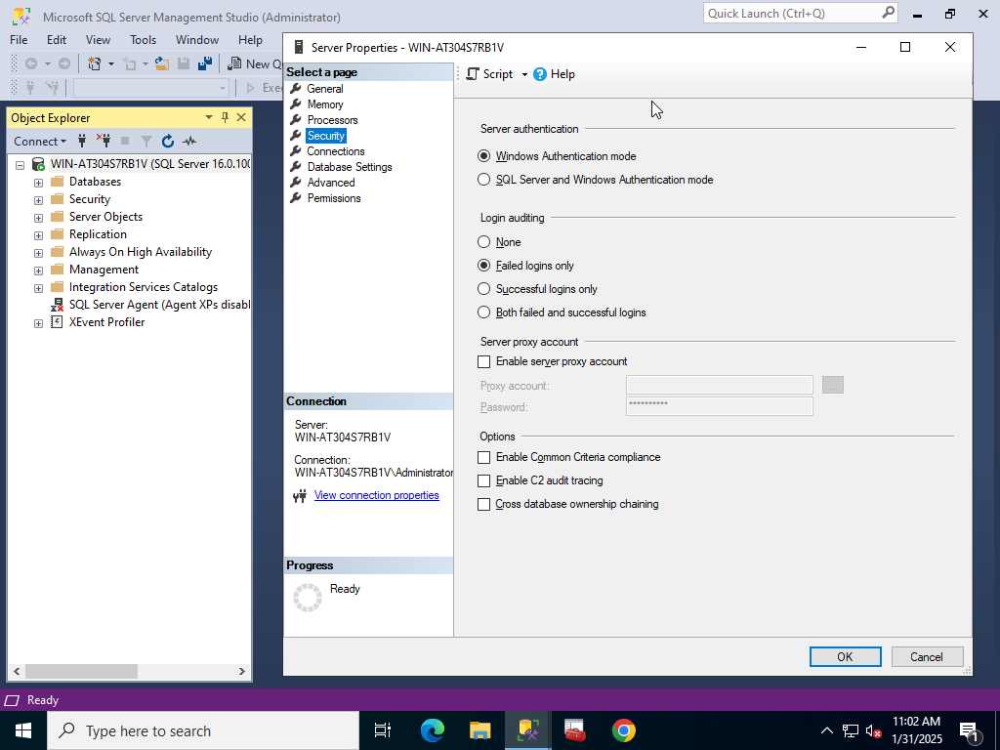 Microsoft SQL Server Management Studio (Administrator)
Quick Launch (Ctrl+Q)
File Edit View Tools Window Help
New Q
Exec
Object Explorer
Connect
WIN-AT304S7RB1V (SQL Server 16.0.100
Databases
Security
Server Objects
Replication
Always On High Availability
Management
Integration Services Catalogs
SQL Server Agent (Agent XPs disabl
XEvent Profiler
Server Properties - WIN-AT304S7RB1V
Select a page
General
Memory
Processors
Security
Connections
Database Settings
Advanced
Permissions
Connection
Server:
WIN-AT304S7RB1V
Connection:
WIN-AT304S7RB1V\Administrator
View connection properties
Progress
Ready
Script Help
Server authentication
Windows Authentication mode
SQL Server and Windows Authentication mode
Login auditing
None
Failed logins only
Successful logins only
Both failed and successful logins
Server proxy account
Enable server proxy account
Proxy account:
...
Password:
**********
Options
Enable Common Criteria compliance
Enable C2 audit tracing
Cross database ownership chaining
OK Cancel
Ready
Type here to search
11:02 AM
1/31/2025
1